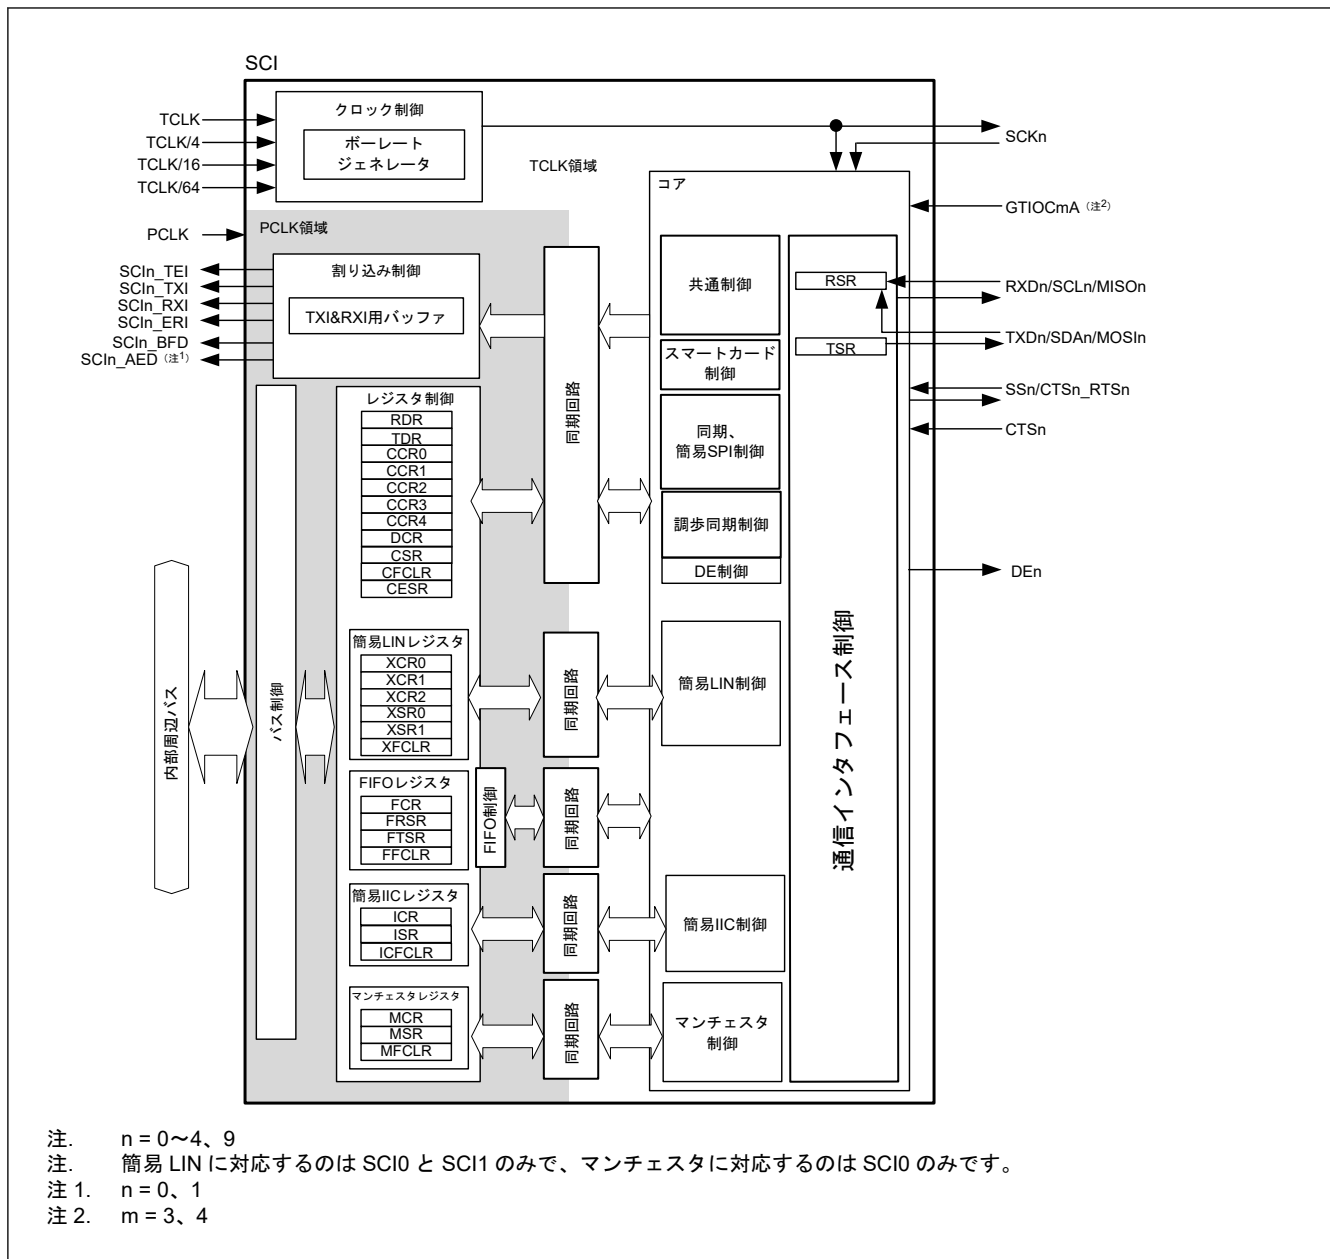 SCI
クロック制御
ボーレート
ジェネレータ
TCLK
TCLK/4
TCLK/16
TCLK/64
TCLK領域
SCKn
コア
GTIOCmA（注2）
PCLK
PCLK領域
SCIn_TEI
SCIn_TXI
SCIn_RXI
SCIn_ERI
SCIn_BFD
SCIn_AED（注1）
割り込み制御
TXI&RXI用バッファ
同期回路
共通制御
スマートカード
制御
同期、
簡易SPI制御
調歩同期制御
DE制御
RSR
TSR
RXDn/SCLn/MISOn
TXDn/SDAn/MOSIn
SSn/CTSn_RTSn
CTSn
DEn
レジスタ制御
RDR
TDR
CCR0
CCR1
CCR2
CCR3
CCR4
DCR
CSR
CFCLR
CESR
内部周辺バス
バス制御
簡易LINレジスタ
XCR0
XCR1
XCR2
XSR0
XSR1
XFCLR
同期回路
簡易LIN制御
通信インタフェース制御
FIFOレジスタ
FCR
FRSR
FTSR
FFCLR
FIFO制御
同期回路
簡易IICレジスタ
ICR
ISR
ICFCLR
同期回路
簡易IIC制御
マンチェスタレジスタ
MCR
MSR
MFCLR
同期回路
マンチェスタ
制御
注. n = 0～4、9
注. 簡易 LIN に対応するのは SCI0 と SCI1 のみで、マンチェスタに対応するのは SCI0 のみです。
注 1. n = 0、1
注 2. m = 3、4